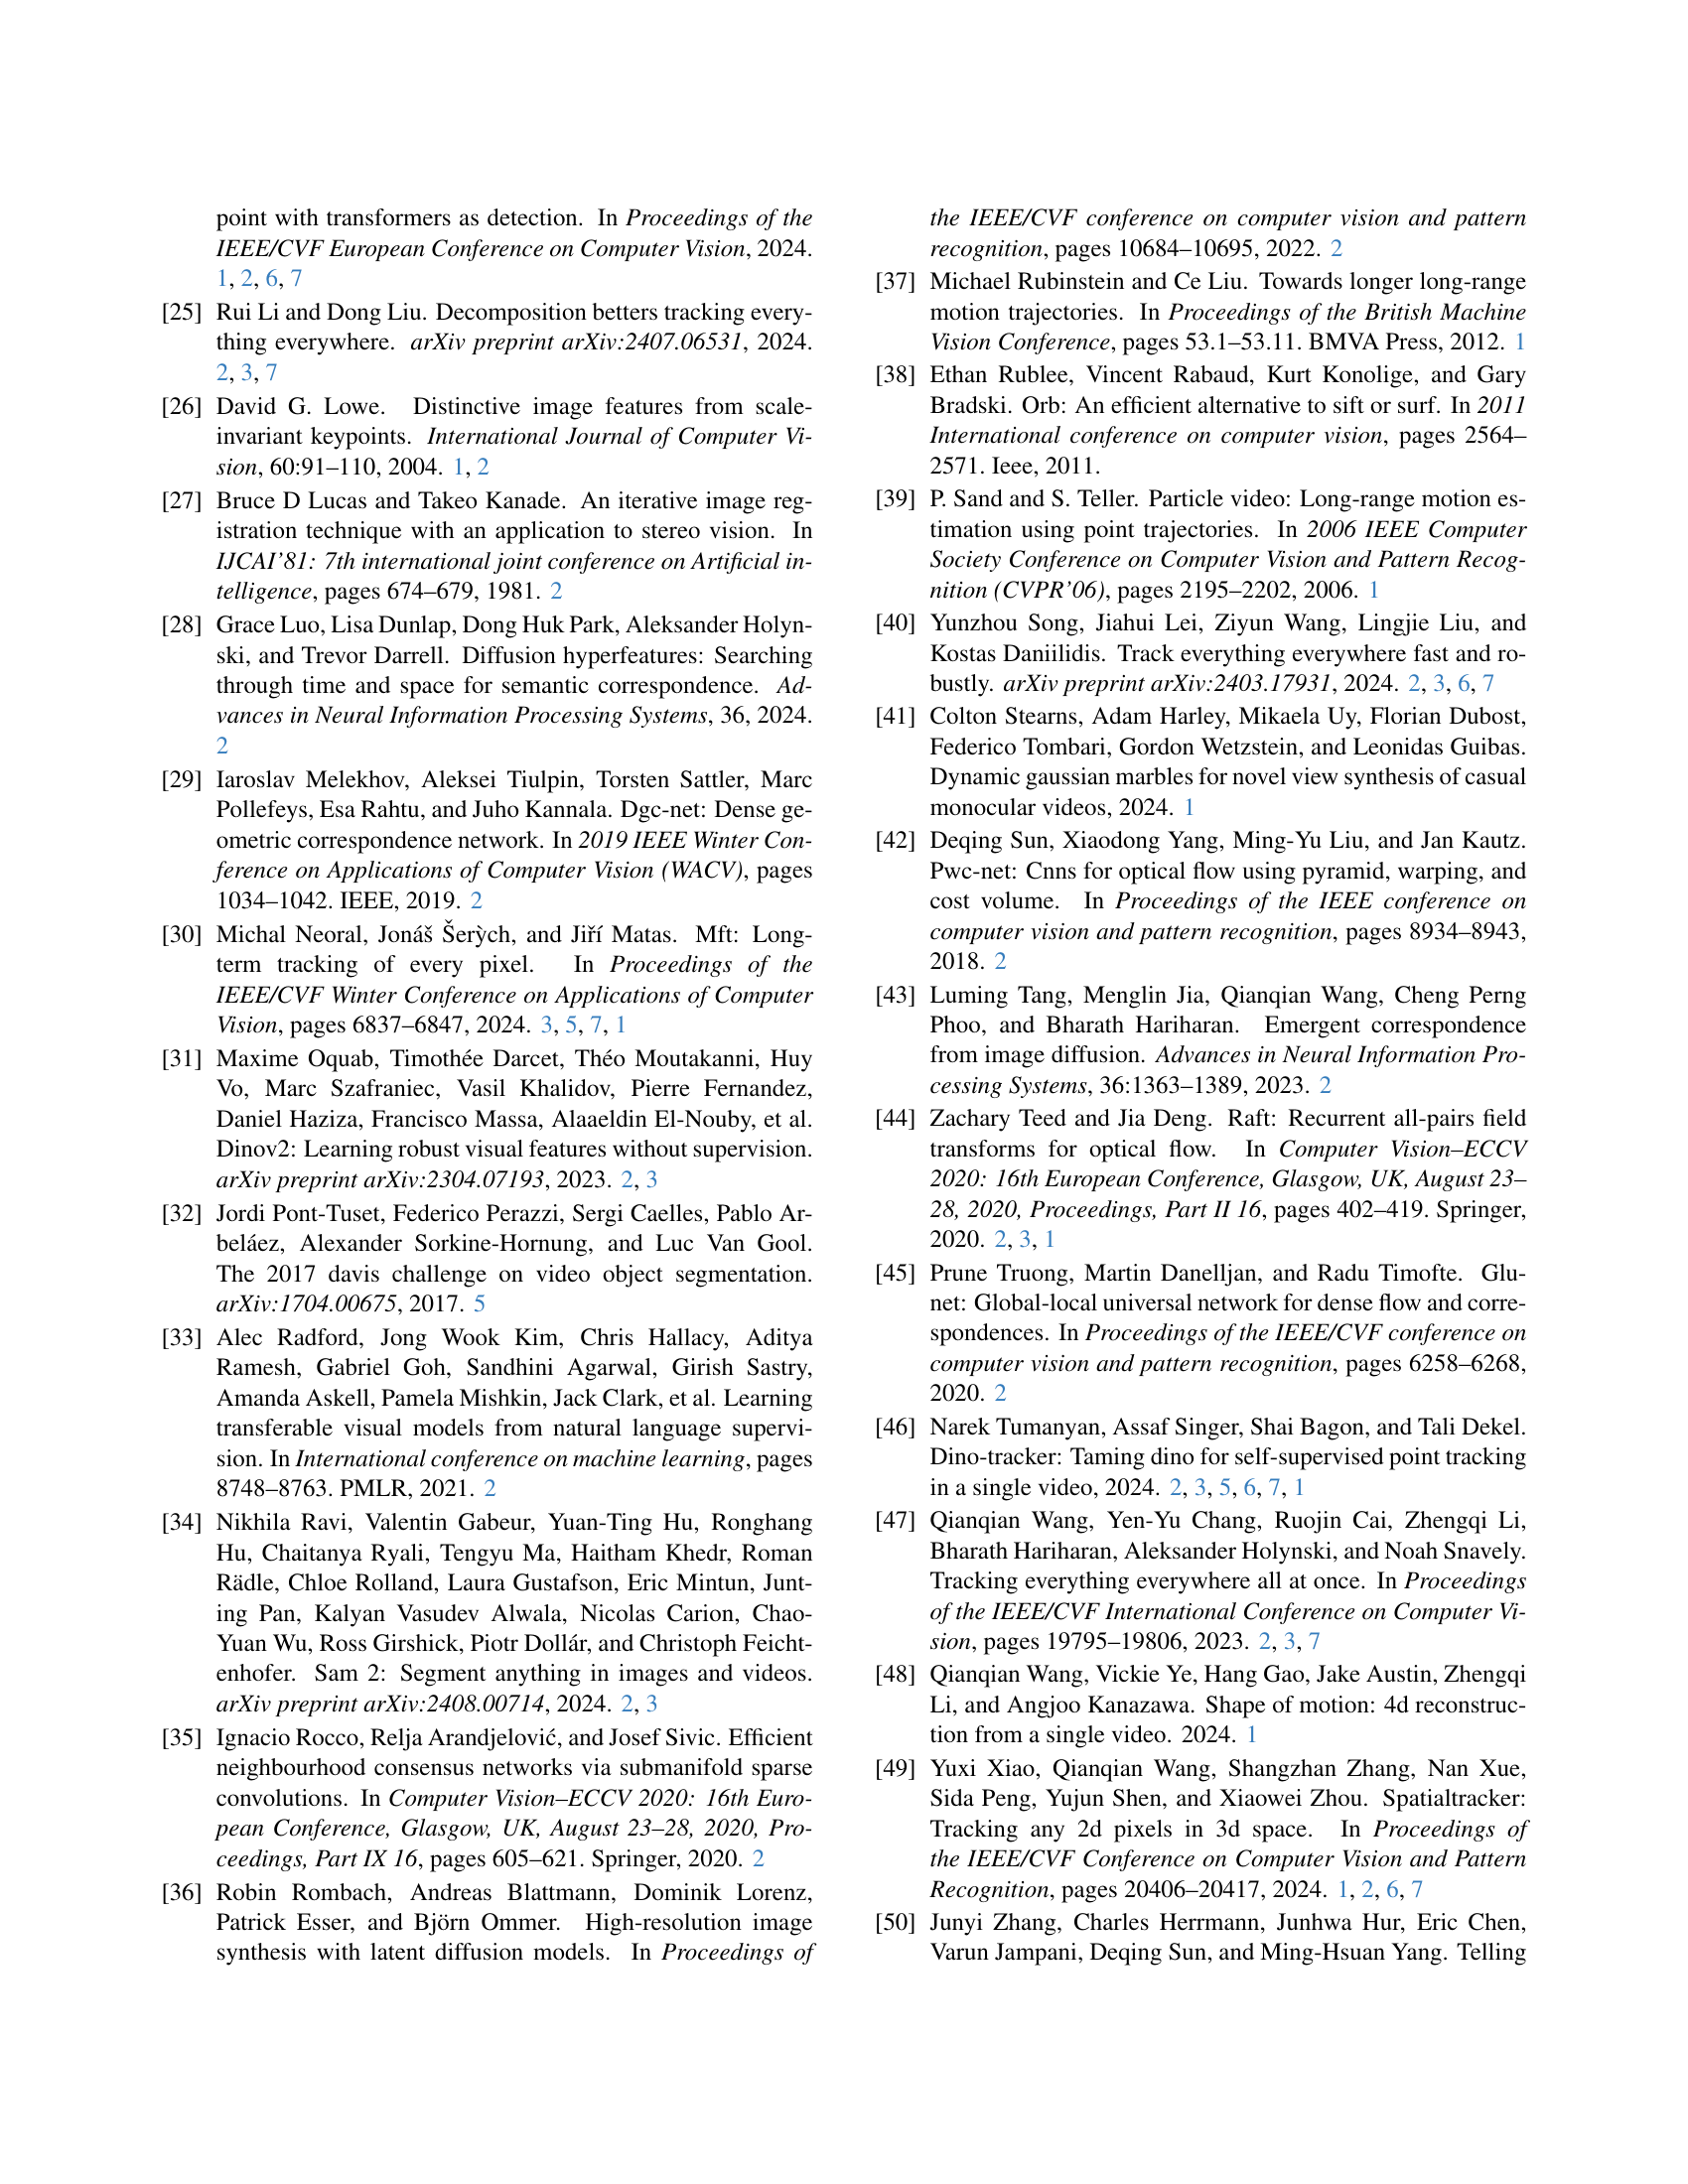 point with transformers as detection. In Proceedings of the
IEEE/CVF European Conference on Computer Vision, 2024.
1, 2, 6, 7
[25] Rui Li and Dong Liu. Decomposition betters tracking every-
thing everywhere. arXiv preprint arXiv:2407.06531, 2024.
2, 3, 7
[26] David G. Lowe. Distinctive image features from scale-
invariant keypoints. International Journal of Computer Vi-
sion, 60:91–110, 2004. 1, 2
[27] Bruce D Lucas and Takeo Kanade. An iterative image reg-
istration technique with an application to stereo vision. In
IJCAI'81: 7th international joint conference on Artificial in-
telligence, pages 674–679, 1981. 2
[28] Grace Luo, Lisa Dunlap, Dong Huk Park, Aleksander Holyn-
ski, and Trevor Darrell. Diffusion hyperfeatures: Searching
through time and space for semantic correspondence. Ad-
vances in Neural Information Processing Systems, 36, 2024.
2
[29] Iaroslav Melekhov, Aleksei Tiulpin, Torsten Sattler, Marc
Pollefeys, Esa Rahtu, and Juho Kannala. Dgc-net: Dense ge-
ometric correspondence network. In 2019 IEEE Winter Con-
ference on Applications of Computer Vision (WACV), pages
1034–1042. IEEE, 2019. 2
[30] Michal Neoral, Jonáš Šerỳch, and Jiří Matas. Mft: Long-
term tracking of every pixel. In Proceedings of the
IEEE/CVF Winter Conference on Applications of Computer
Vision, pages 6837–6847, 2024. 3, 5, 7, 1
[31] Maxime Oquab, Timothée Darcet, Théo Moutakanni, Huy
Vo, Marc Szafraniec, Vasil Khalidov, Pierre Fernandez,
Daniel Haziza, Francisco Massa, Alaaeldin El-Nouby, et al.
Dinov2: Learning robust visual features without supervision.
arXiv preprint arXiv:2304.07193, 2023. 2, 3
[32] Jordi Pont-Tuset, Federico Perazzi, Sergi Caelles, Pablo Ar-
beláez, Alexander Sorkine-Hornung, and Luc Van Gool.
The 2017 davis challenge on video object segmentation.
arXiv:1704.00675, 2017. 5
[33] Alec Radford, Jong Wook Kim, Chris Hallacy, Aditya
Ramesh, Gabriel Goh, Sandhini Agarwal, Girish Sastry,
Amanda Askell, Pamela Mishkin, Jack Clark, et al. Learning
transferable visual models from natural language supervi-
sion. In International conference on machine learning, pages
8748–8763. PMLR, 2021. 2
[34] Nikhila Ravi, Valentin Gabeur, Yuan-Ting Hu, Ronghang
Hu, Chaitanya Ryali, Tengyu Ma, Haitham Khedr, Roman
Rädle, Chloe Rolland, Laura Gustafson, Eric Mintun, Junt-
ing Pan, Kalyan Vasudev Alwala, Nicolas Carion, Chao-
Yuan Wu, Ross Girshick, Piotr Dollár, and Christoph Feicht-
enhofer. Sam 2: Segment anything in images and videos.
arXiv preprint arXiv:2408.00714, 2024. 2, 3
[35] Ignacio Rocco, Relja Arandjelović, and Josef Sivic. Efficient
neighbourhood consensus networks via submanifold sparse
convolutions. In Computer Vision–ECCV 2020: 16th Euro-
pean Conference, Glasgow, UK, August 23–28, 2020, Pro-
ceedings, Part IX 16, pages 605–621. Springer, 2020. 2
[36] Robin Rombach, Andreas Blattmann, Dominik Lorenz,
Patrick Esser, and Björn Ommer. High-resolution image
synthesis with latent diffusion models. In Proceedings of
the IEEE/CVF conference on computer vision and pattern
recognition, pages 10684–10695, 2022. 2
[37] Michael Rubinstein and Ce Liu. Towards longer long-range
motion trajectories. In Proceedings of the British Machine
Vision Conference, pages 53.1–53.11. BMVA Press, 2012. 1
[38] Ethan Rublee, Vincent Rabaud, Kurt Konolige, and Gary
Bradski. Orb: An efficient alternative to sift or surf. In 2011
International conference on computer vision, pages 2564–
2571. Ieee, 2011.
[39] P. Sand and S. Teller. Particle video: Long-range motion es-
timation using point trajectories. In 2006 IEEE Computer
Society Conference on Computer Vision and Pattern Recog-
nition (CVPR'06), pages 2195–2202, 2006. 1
[40] Yunzhou Song, Jiahui Lei, Ziyun Wang, Lingjie Liu, and
Kostas Daniilidis. Track everything everywhere fast and ro-
bustly. arXiv preprint arXiv:2403.17931, 2024. 2, 3, 6, 7
[41] Colton Stearns, Adam Harley, Mikaela Uy, Florian Dubost,
Federico Tombari, Gordon Wetzstein, and Leonidas Guibas.
Dynamic gaussian marbles for novel view synthesis of casual
monocular videos, 2024. 1
[42] Deqing Sun, Xiaodong Yang, Ming-Yu Liu, and Jan Kautz.
Pwc-net: Cnns for optical flow using pyramid, warping, and
cost volume. In Proceedings of the IEEE conference on
computer vision and pattern recognition, pages 8934–8943,
2018. 2
[43] Luming Tang, Menglin Jia, Qianqian Wang, Cheng Perng
Phoo, and Bharath Hariharan. Emergent correspondence
from image diffusion. Advances in Neural Information Pro-
cessing Systems, 36:1363–1389, 2023. 2
[44] Zachary Teed and Jia Deng. Raft: Recurrent all-pairs field
transforms for optical flow. In Computer Vision–ECCV
2020: 16th European Conference, Glasgow, UK, August 23–
28, 2020, Proceedings, Part II 16, pages 402–419. Springer,
2020. 2, 3, 1
[45] Prune Truong, Martin Danelljan, and Radu Timofte. Glu-
net: Global-local universal network for dense flow and corre-
spondences. In Proceedings of the IEEE/CVF conference on
computer vision and pattern recognition, pages 6258–6268,
2020. 2
[46] Narek Tumanyan, Assaf Singer, Shai Bagon, and Tali Dekel.
Dino-tracker: Taming dino for self-supervised point tracking
in a single video, 2024. 2, 3, 5, 6, 7, 1
[47] Qianqian Wang, Yen-Yu Chang, Ruojin Cai, Zhengqi Li,
Bharath Hariharan, Aleksander Holynski, and Noah Snavely.
Tracking everything everywhere all at once. In Proceedings
of the IEEE/CVF International Conference on Computer Vi-
sion, pages 19795–19806, 2023. 2, 3, 7
[48] Qianqian Wang, Vickie Ye, Hang Gao, Jake Austin, Zhengqi
Li, and Angjoo Kanazawa. Shape of motion: 4d reconstruc-
tion from a single video. 2024. 1
[49] Yuxi Xiao, Qianqian Wang, Shangzhan Zhang, Nan Xue,
Sida Peng, Yujun Shen, and Xiaowei Zhou. Spatialtracker:
Tracking any 2d pixels in 3d space. In Proceedings of
the IEEE/CVF Conference on Computer Vision and Pattern
Recognition, pages 20406–20417, 2024. 1, 2, 6, 7
[50] Junyi Zhang, Charles Herrmann, Junhwa Hur, Eric Chen,
Varun Jampani, Deqing Sun, and Ming-Hsuan Yang. Telling